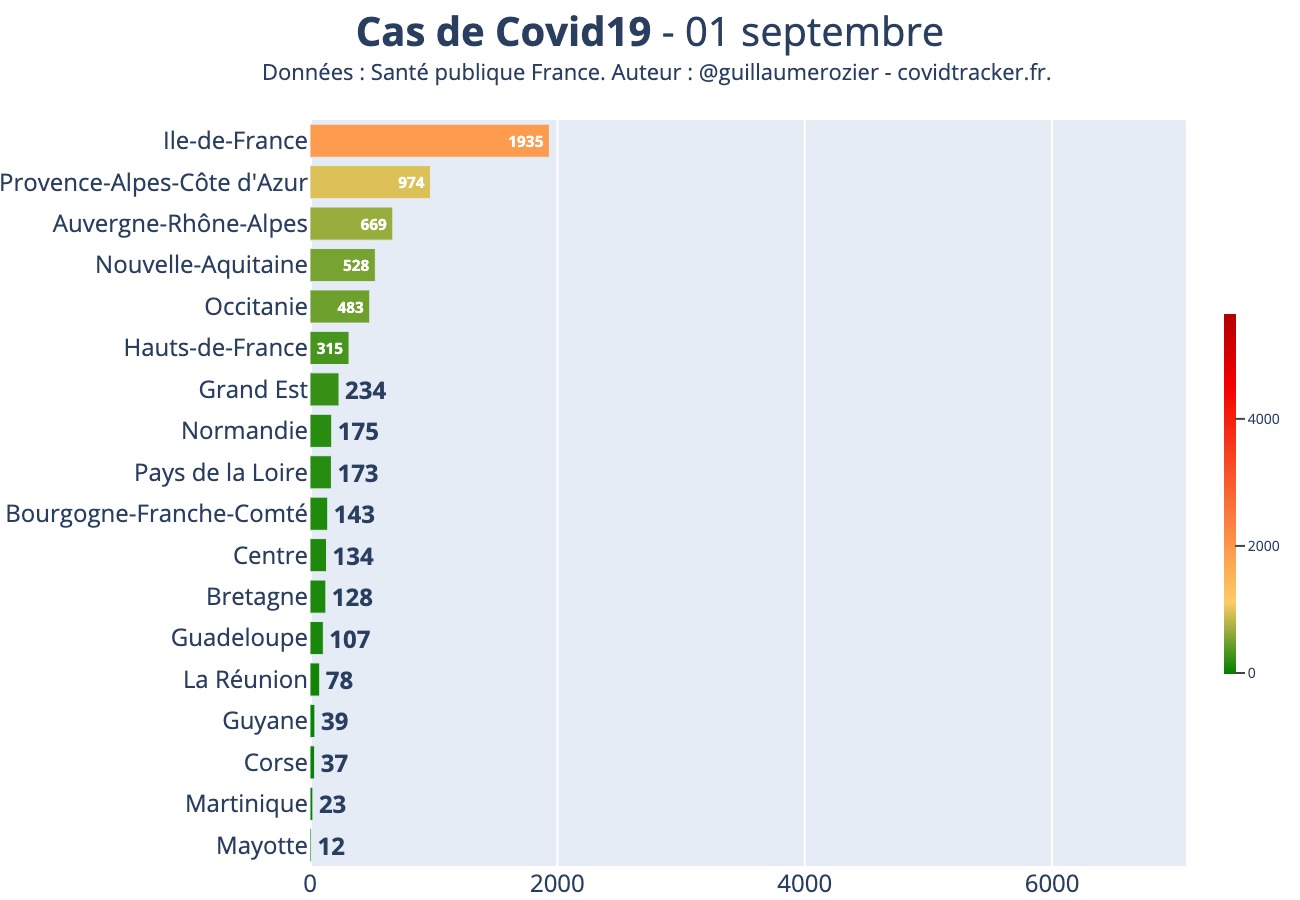 Cas de Covid19 - 01 septembre
Données : Santé publique France. Auteur : @guillaumerozier - covidtracker.fr.
Ile-de-France 1935
Provence-Alpes-Côte d'Azur 974
Auvergne-Rhône-Alpes 669
Nouvelle-Aquitaine 528
Occitanie 483
Hauts-de-France 315
Grand Est 234
Normandie 175
Pays de la Loire 173
Bourgogne-Franche-Comté 143
Centre 134
Bretagne 128
Guadeloupe 107
La Réunion 78
Guyane 39
Corse 37
Martinique 23
Mayotte 12
0 2000 4000 6000
4000
2000
0